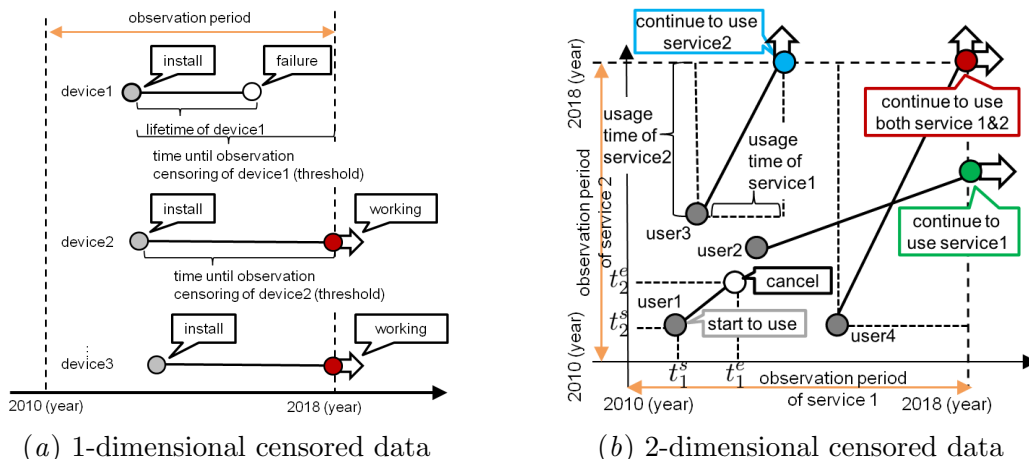 observation period
install
failure
device1
lifetime of device1
time until observation
censoring of device1 (threshold)
install
working
device2
time until observation
censoring of device2 (threshold)
install
working
device3
2010 (year)
2018 (year)
(a) 1-dimensional censored data
continue to use
service2
2018 (year)
observation period
of service 2
2010 (year)
usage
time of
service2
usage
time of
service1
continue to use
both service 1&2
continue to
use service1
user3
user2
t_2^e
cancel
user1
t_2^s
start to use
user4
t_1^s
t_1^e
observation period
of service 1
2010 (year)
2018 (year)
(b) 2-dimensional censored data